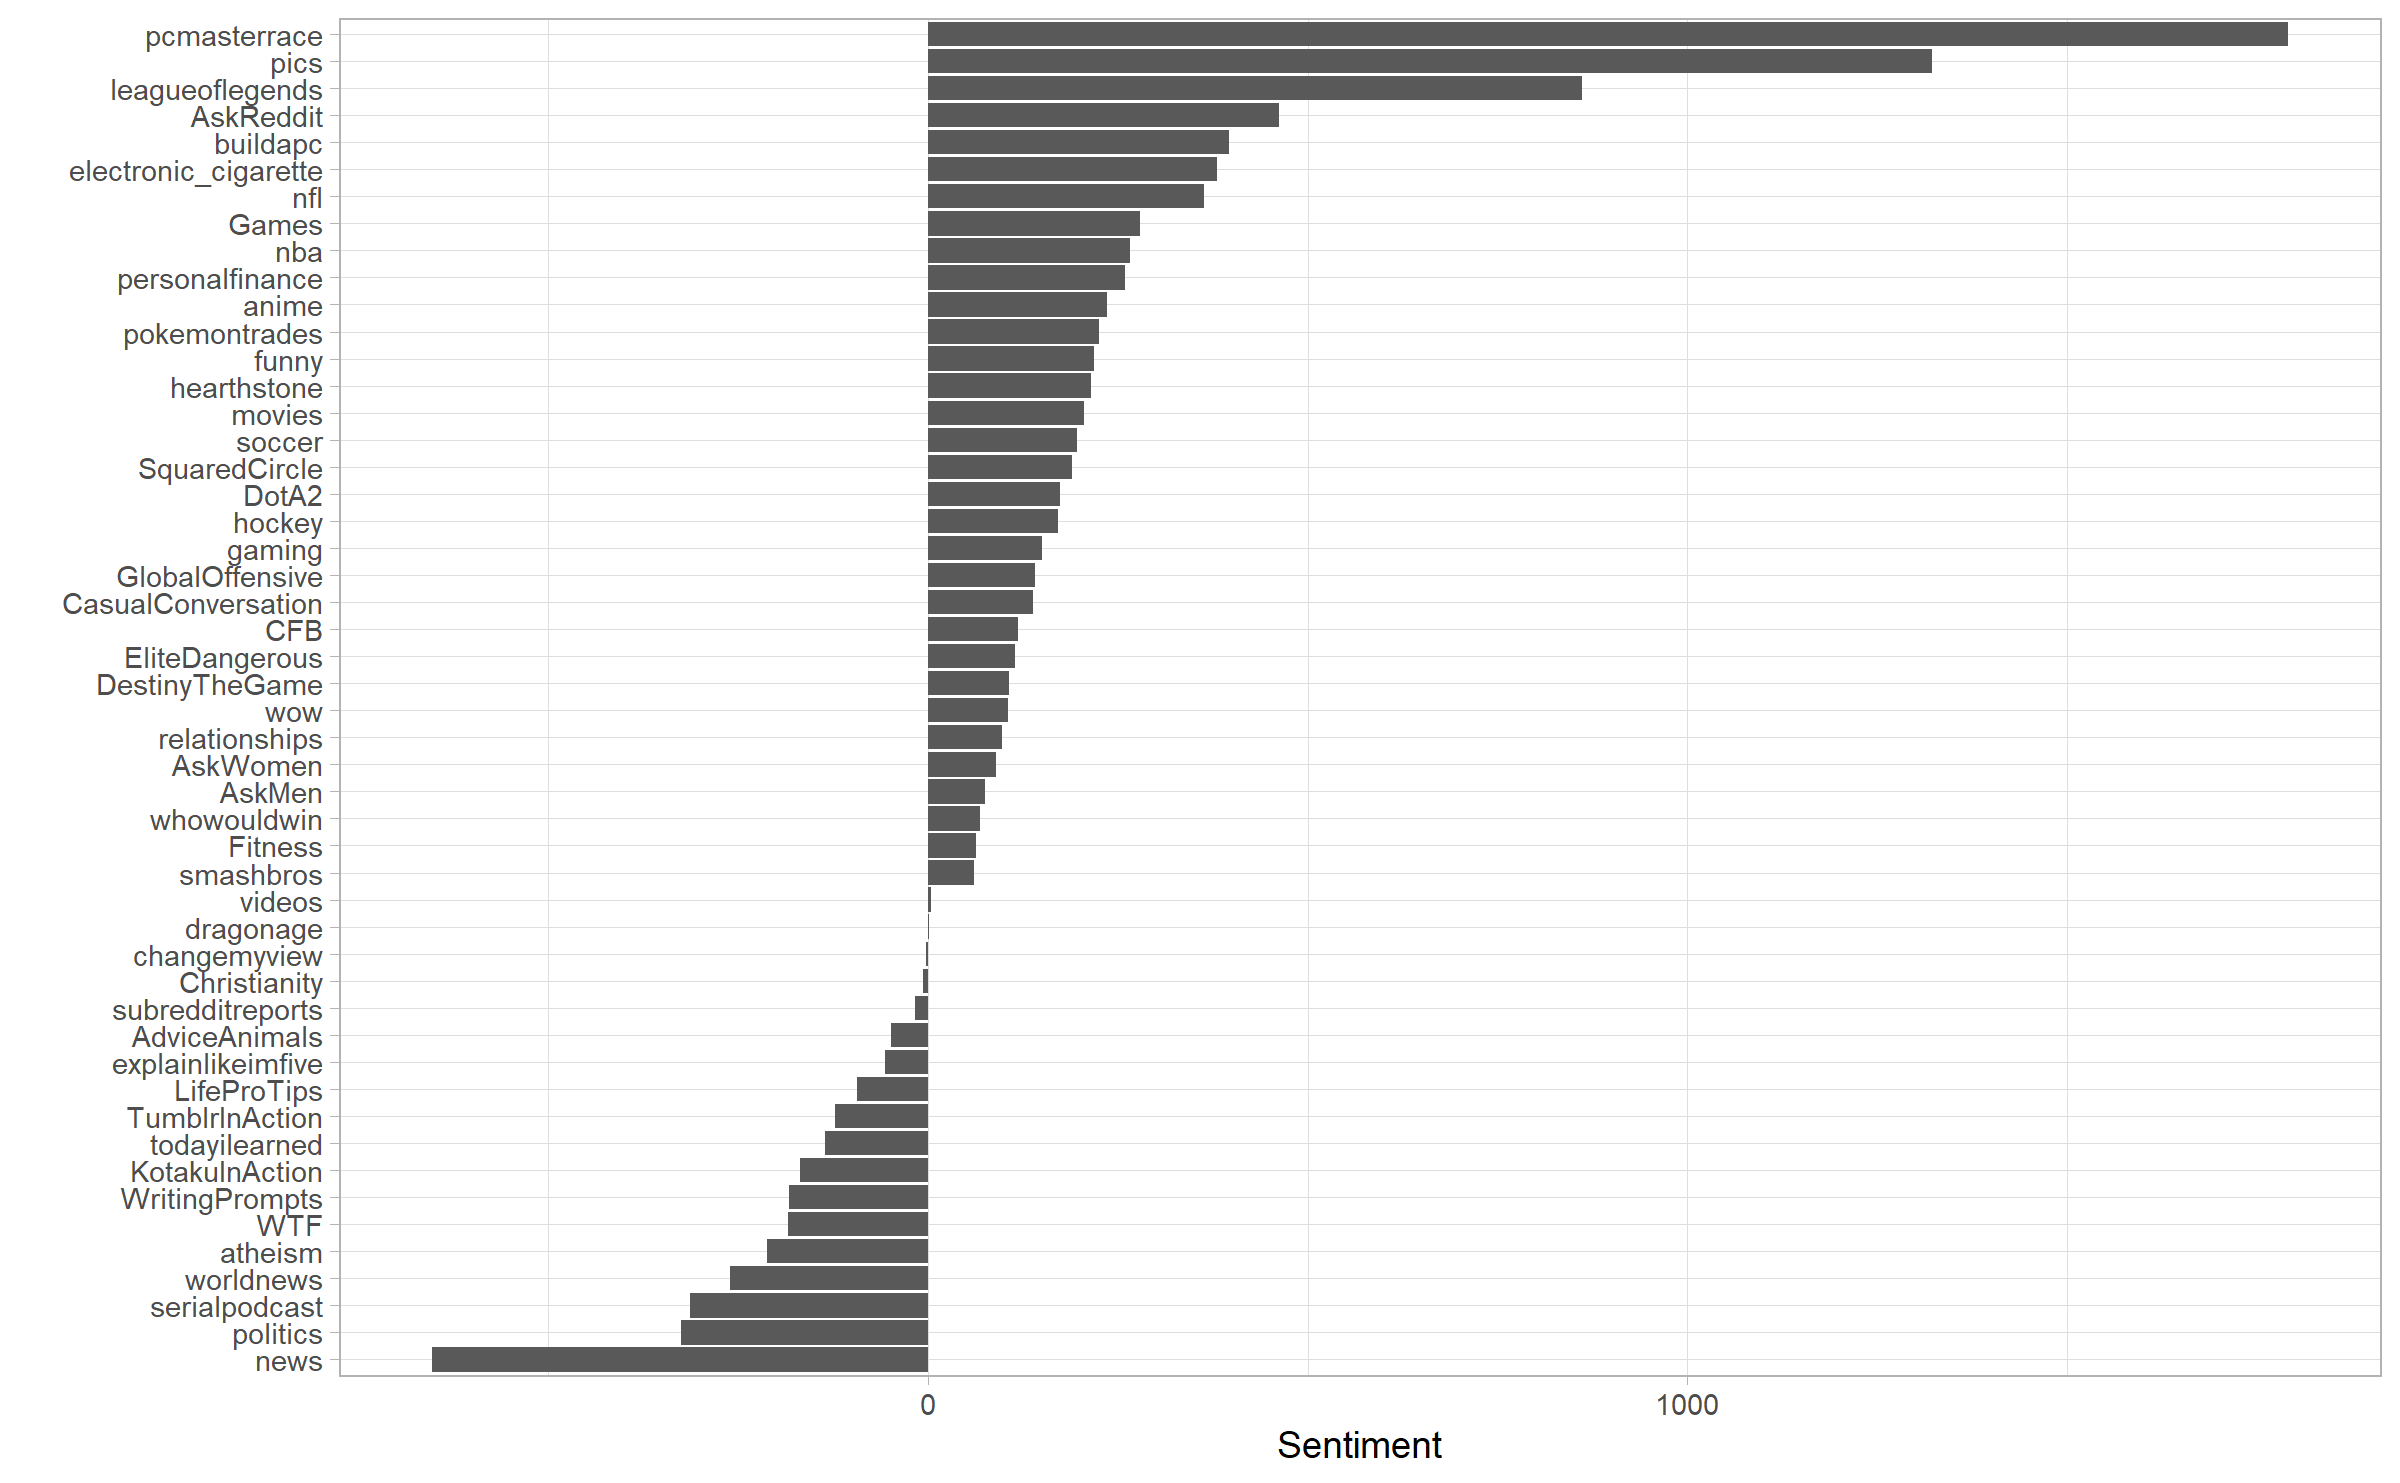 pcmasterrace
pics
leagueoflegends
AskReddit
buildapc
electronic_cigarette
nfl
Games
nba
personalfinance
anime
pokemontrades
funny
hearthstone
movies
soccer
SquaredCircle
DotA2
hockey
gaming
GlobalOffensive
CasualConversation
CFB
EliteDangerous
DestinyTheGame
wow
relationships
AskWomen
AskMen
whowouldwin
Fitness
smashbros
videos
dragonage
changemyview
Christianity
subredditreports
AdviceAnimals
explainlikeimfive
LifeProTips
TumblrInAction
todayilearned
KotakuInAction
WritingPrompts
WTF
atheism
worldnews
serialpodcast
politics
news
0 1000
Sentiment